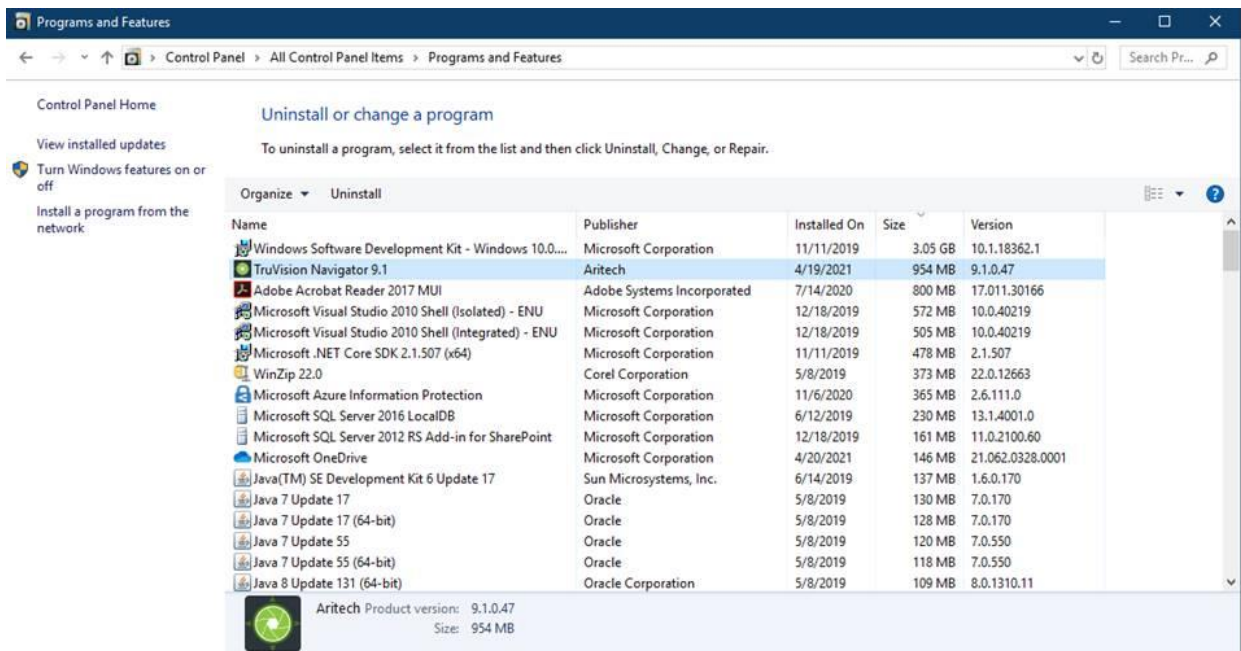 Programs and Features
Control Panel > All Control Panel Items > Programs and Features
Search Pr...
Control Panel Home
View installed updates
Turn Windows features on or
off
Install a program from the
network
Uninstall or change a program
To uninstall a program, select it from the list and then click Uninstall, Change, or Repair.
Organize Uninstall
Name Publisher Installed On Size Version
Windows Software Development Kit - Windows 10.0.... Microsoft Corporation 11/11/2019 3.05 GB 10.1.18362.1
TruVision Navigator 9.1 Aritech 4/19/2021 954 MB 9.1.0.47
Adobe Acrobat Reader 2017 MUI Adobe Systems Incorporated 7/14/2020 800 MB 17.011.30166
Microsoft Visual Studio 2010 Shell (Isolated) - ENU Microsoft Corporation 12/18/2019 572 MB 10.0.40219
Microsoft Visual Studio 2010 Shell (Integrated) - ENU Microsoft Corporation 12/18/2019 505 MB 10.0.40219
Microsoft .NET Core SDK 2.1.507 (x64) Microsoft Corporation 11/11/2019 478 MB 2.1.507
WinZip 22.0 Corel Corporation 5/8/2019 373 MB 22.0.12663
Microsoft Azure Information Protection Microsoft Corporation 11/6/2020 365 MB 2.6.111.0
Microsoft SQL Server 2016 LocalDB Microsoft Corporation 6/12/2019 230 MB 13.1.4001.0
Microsoft SQL Server 2012 RS Add-in for SharePoint Microsoft Corporation 12/18/2019 161 MB 11.0.2100.60
Microsoft OneDrive Microsoft Corporation 4/20/2021 146 MB 21.062.0328.0001
Java(TM) SE Development Kit 6 Update 17 Sun Microsystems, Inc. 6/14/2019 137 MB 1.6.0.170
Java 7 Update 17 Oracle 5/8/2019 130 MB 7.0.170
Java 7 Update 17 (64-bit) Oracle 5/8/2019 128 MB 7.0.170
Java 7 Update 55 Oracle 5/8/2019 120 MB 7.0.550
Java 7 Update 55 (64-bit) Oracle 5/8/2019 118 MB 7.0.550
Java 8 Update 131 (64-bit) Oracle Corporation 5/8/2019 109 MB 8.0.1310.11
Aritech Product version: 9.1.0.47
Size: 954 MB